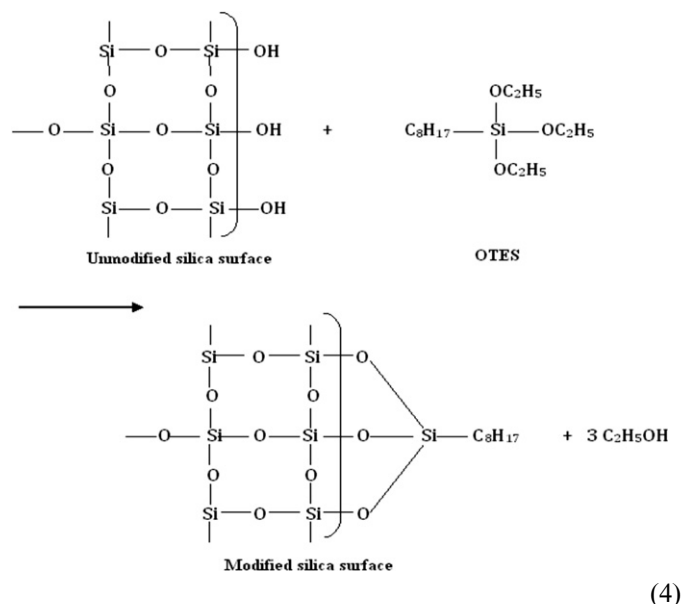 Si — O — Si — OH
O O OC₂H₅
— O — Si — O — Si — OH + C₈H₁₇ — Si — OC₂H₅
O O OC₂H₅
Si — O — Si — OH
Unmodified silica surface OTES
Si — O — Si — O
O O
— O — Si — O — Si — O — Si — C₈H₁₇ + 3 C₂H₅OH
O O
Si — O — Si — O
Modified silica surface
(4)